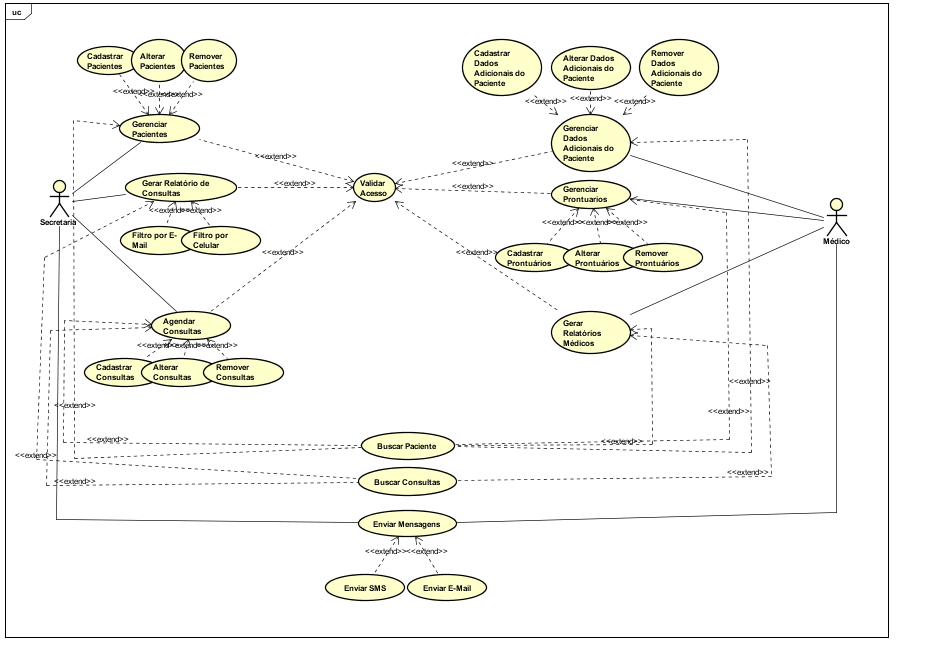 uc
Cadastrar
Pacientes
Alterar
Pacientes
Remover
Pacientes
<<extend>>
<<extend>>
<<extend>>
Gerenciar
Pacientes
Cadastrar
Dados
Adicionais do
Paciente
Alterar Dados
Adicionais do
Paciente
Remover
Dados
Adicionais do
Paciente
<<extend>>
<<extend>>
<<extend>>
Gerenciar
Dados
Adicionais do
Paciente
<<extend>>
<<extend>>
Secretaria
Gerar Relatório de
Consultas
<<extend>>
Validar
Acesso
<<extend>>
Gerenciar
Prontuarios
Médico
<<extend>>
<<extend>>
Filtro por E-
Mail
Filtro por
Celular
<<extend>>
<<extend>>
<<extend>>
<<extend>>
<<extend>>
Cadastrar
Prontuários
Alterar
Prontuários
Remover
Prontuários
Agendar
Consultas
<<extend>>
<<extend>>
<<extend>>
Cadastrar
Consultas
Alterar
Consultas
Remover
Consultas
Gerar
Relatórios
Médicos
<<extend>>
<<extend>>
<<extend>>
<<extend>>
Buscar Paciente
<<extend>>
<<extend>>
<<extend>>
Buscar Consultas
<<extend>>
Enviar Mensagens
<<extend>>
<<extend>>
Enviar SMS
Enviar E-Mail